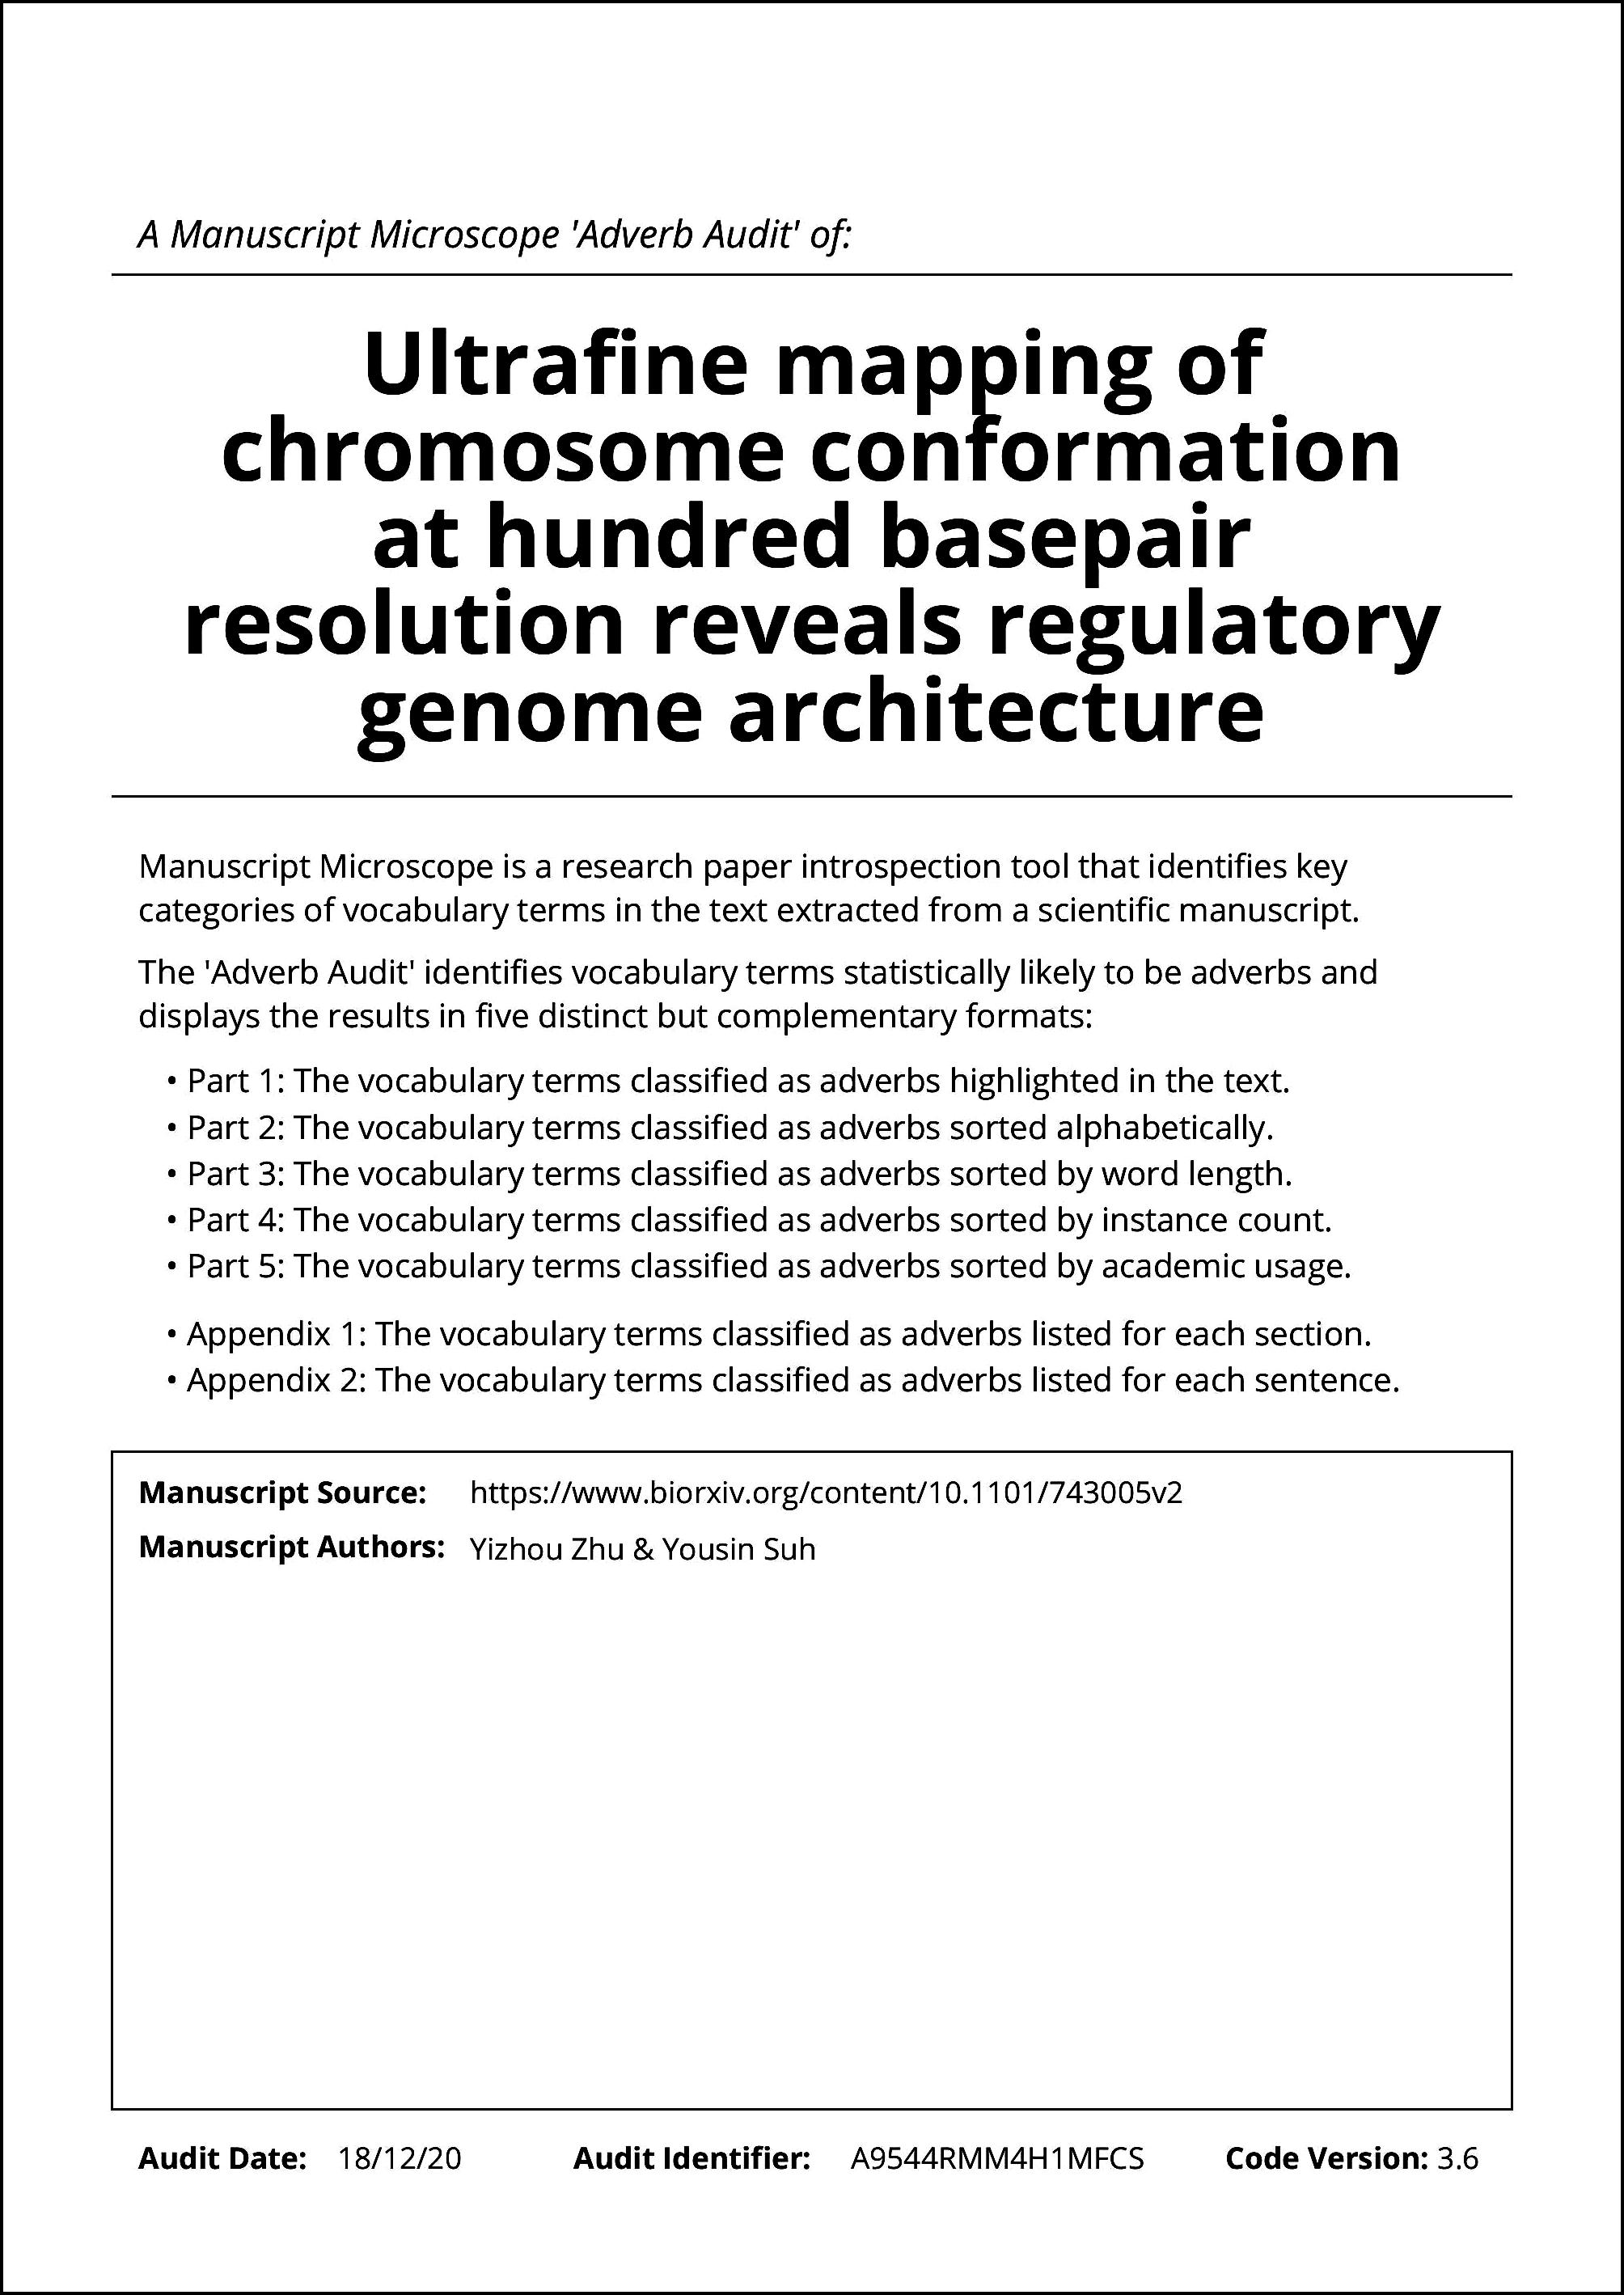 A Manuscript Microscope 'Adverb Audit' of:
Ultrafine mapping of
chromosome conformation
at hundred basepair
resolution reveals regulatory
genome architecture
Manuscript Microscope is a research paper introspection tool that identifies key
categories of vocabulary terms in the text extracted from a scientific manuscript.
The 'Adverb Audit' identifies vocabulary terms statistically likely to be adverbs and
displays the results in five distinct but complementary formats:
• Part 1: The vocabulary terms classified as adverbs highlighted in the text.
• Part 2: The vocabulary terms classified as adverbs sorted alphabetically.
• Part 3: The vocabulary terms classified as adverbs sorted by word length.
• Part 4: The vocabulary terms classified as adverbs sorted by instance count.
• Part 5: The vocabulary terms classified as adverbs sorted by academic usage.
• Appendix 1: The vocabulary terms classified as adverbs listed for each section.
• Appendix 2: The vocabulary terms classified as adverbs listed for each sentence.
Manuscript Source: https://www.biorxiv.org/content/10.1101/743005v2
Manuscript Authors: Yizhou Zhu & Yousin Suh
Audit Date: 18/12/20 Audit Identifier: A9544RMM4H1MFCS Code Version: 3.6